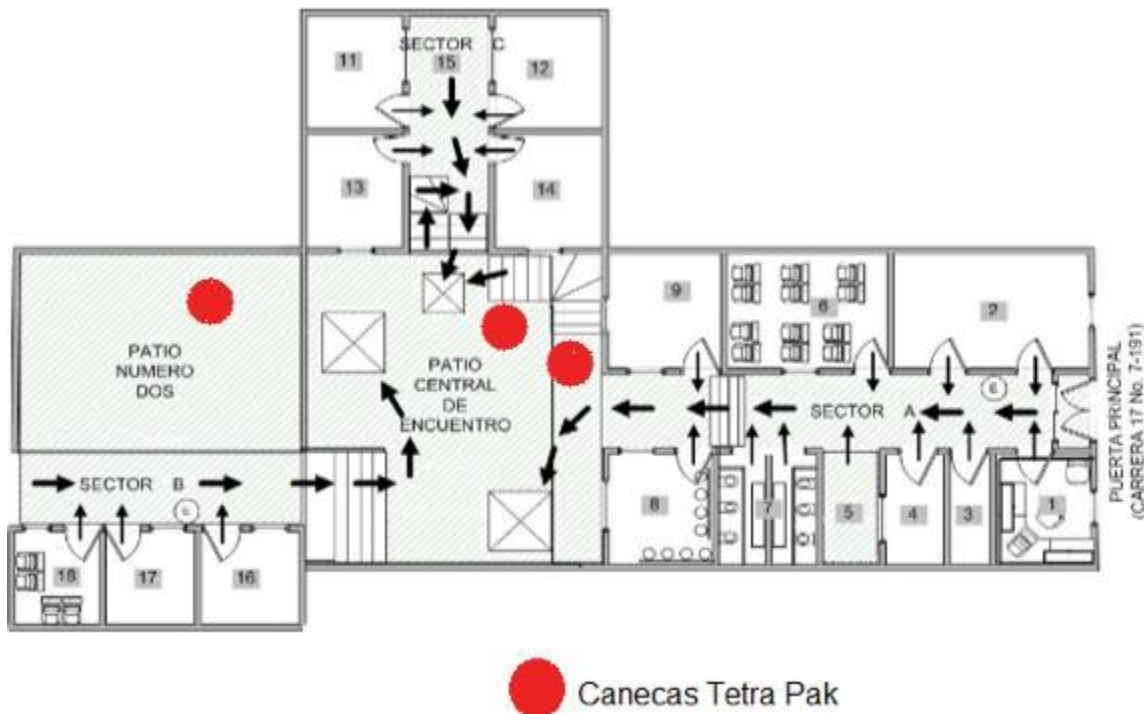 SECTOR C
11
15
12
13
14
9
6
2
PATIO
NUMERO
DOS
PATIO
CENTRAL
DE
ENCUENTRO
SECTOR A
E
PUERTA PRINCIPAL
(CARRERA 17 No. 7-191)
SECTOR B
8
7
5
4
3
1
18
17
16
Canecas Tetra Pak